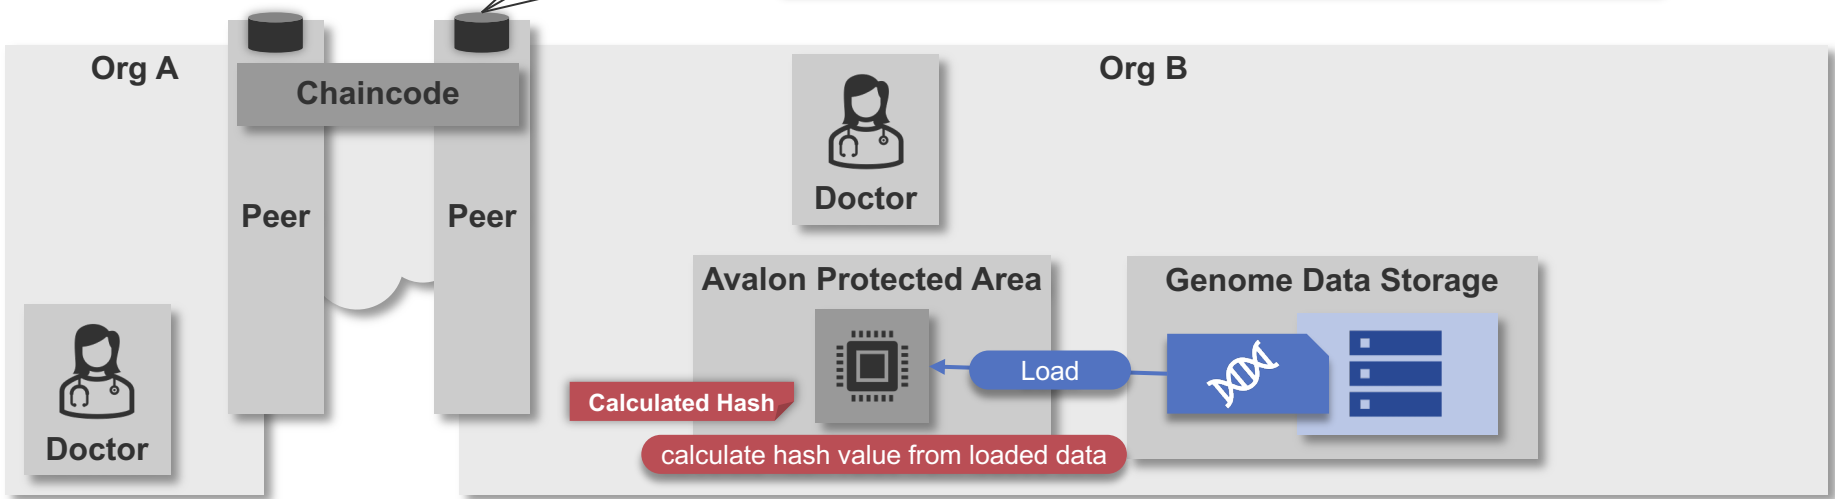 Org A
Chaincode
Org B
Peer
Peer
Doctor
Avalon Protected Area
Genome Data Storage
Load
Calculated Hash
Doctor
calculate hash value from loaded data